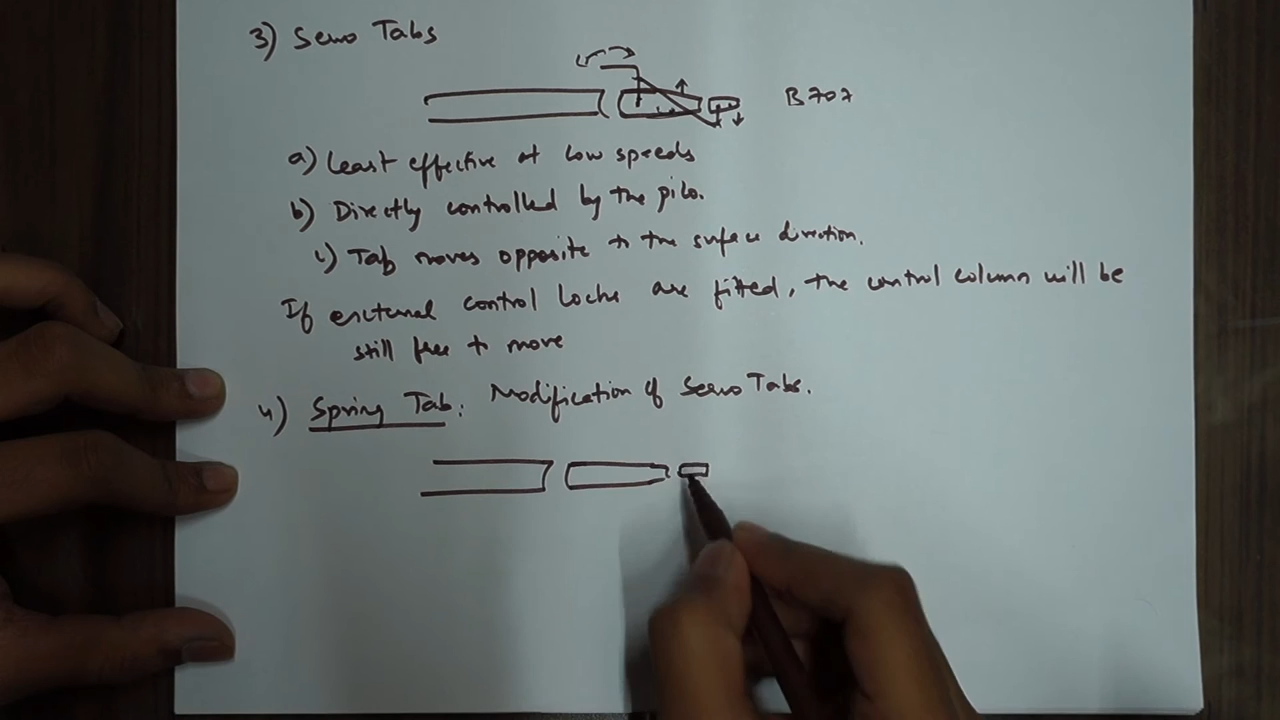 3) Servo Tabs
B707
a) Least effective at low speeds
b) Directly controlled by the pilo.
c) Tab moves opposite to the surface direction.
If external control Locks are fitted, the control column will be
still free to move
4) Spring Tab: Modification of Servo Tabs.